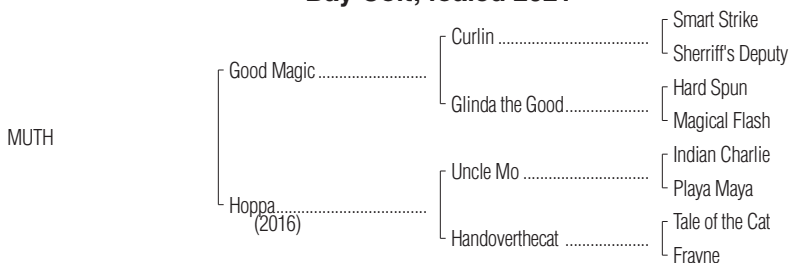 Bay Colt, foaled 2021
Smart Strike
Curlin
Sherriff's Deputy
Good Magic
Hard Spun
Glinda the Good
Magical Flash
MUTH
Indian Charlie
Uncle Mo
Playa Maya
Hoppa
(2016)
Tale of the Cat
Handoverthecat
Frayne